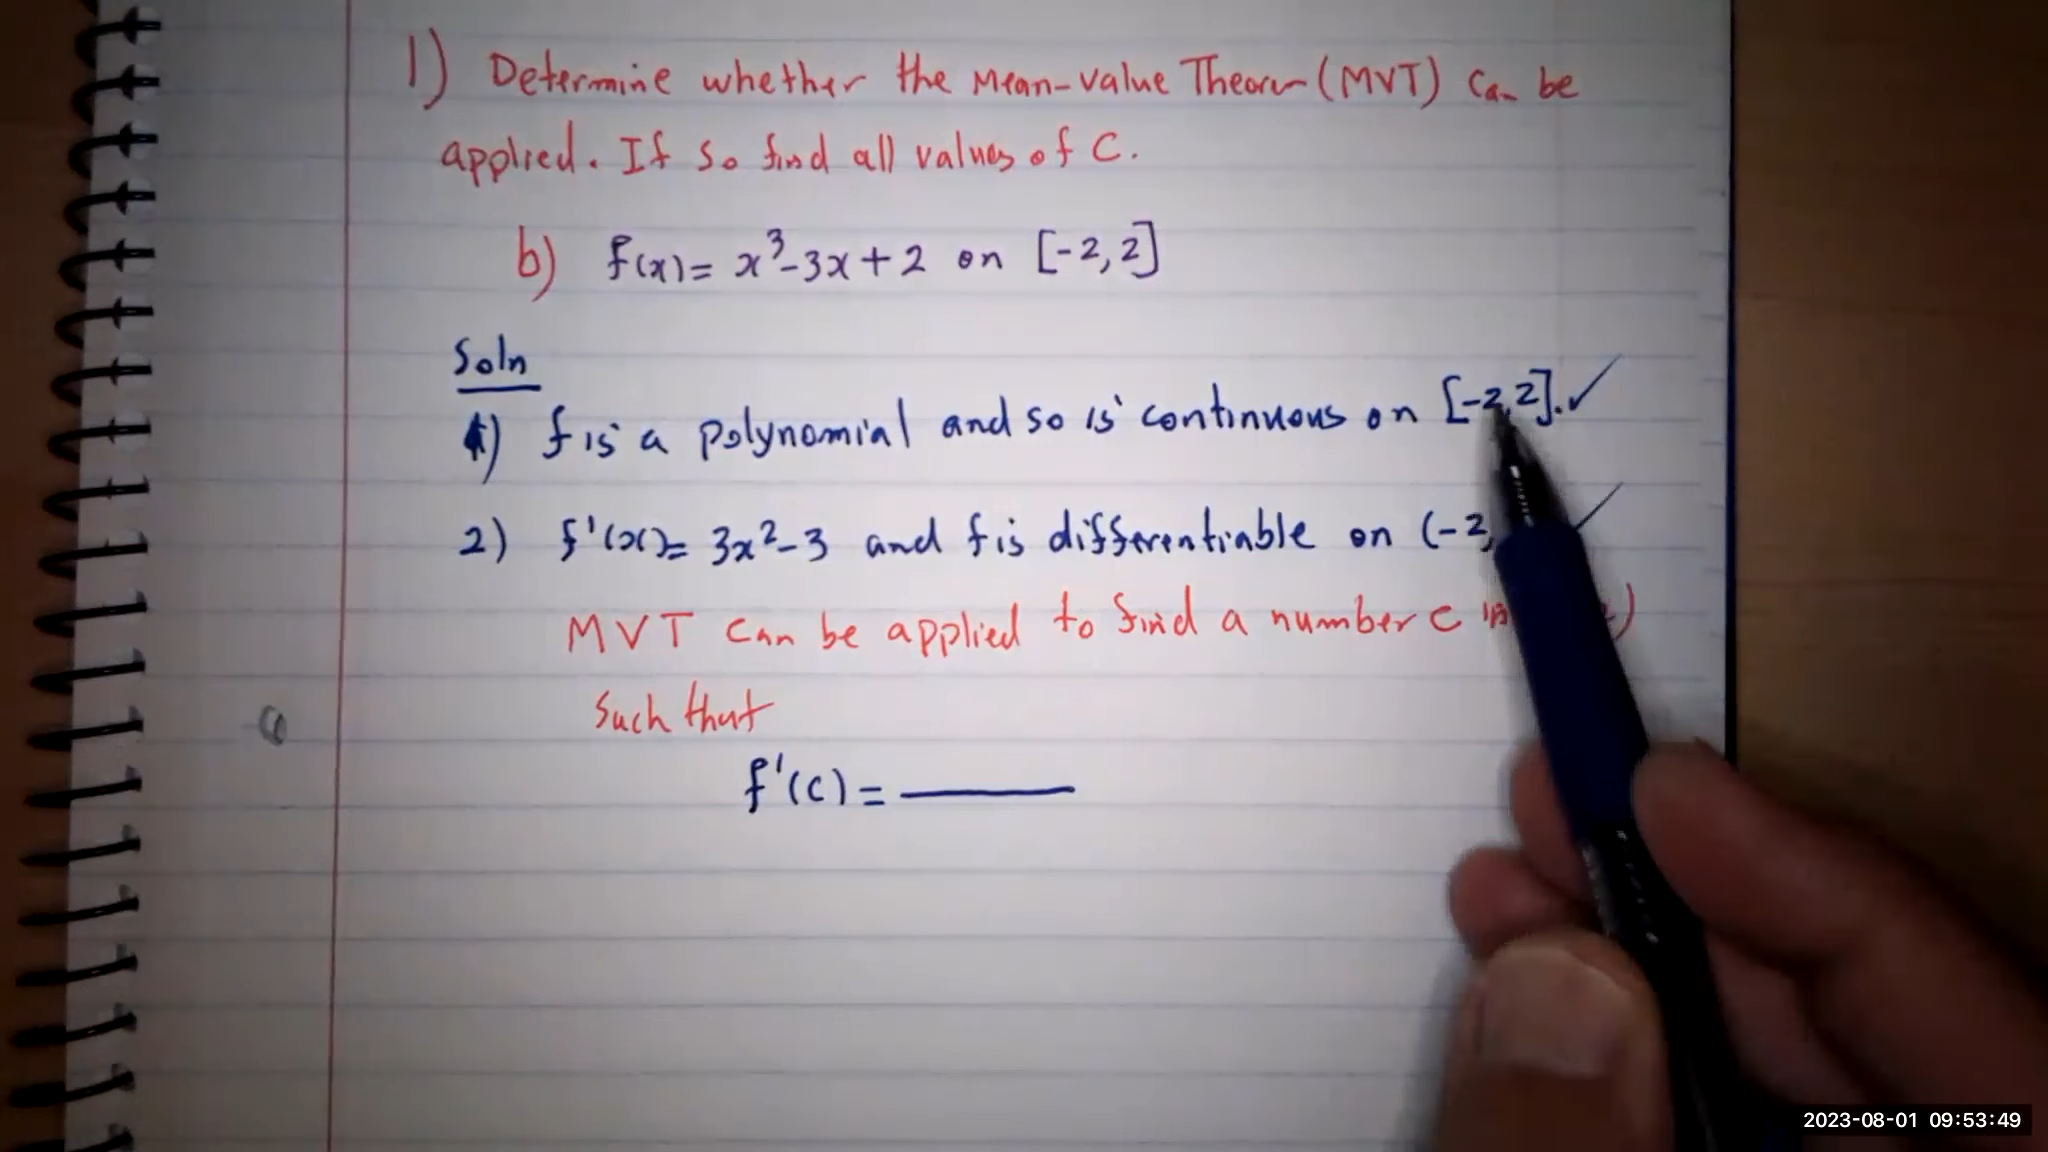 1) Determine whether the Mean-value Theorem (MVT) Can be
applied. If so find all values of C.
b) f(x)= x³-3x+2 on [-2,2]
Soln
1) f is a polynomial and so is continuous on [-2,2]. ✓
2) f'(x)= 3x²-3 and f is differentiable on (-2, ✓
MVT Can be applied to find a number c in )
Such that
f'(c)=
2023-08-01 09:53:49